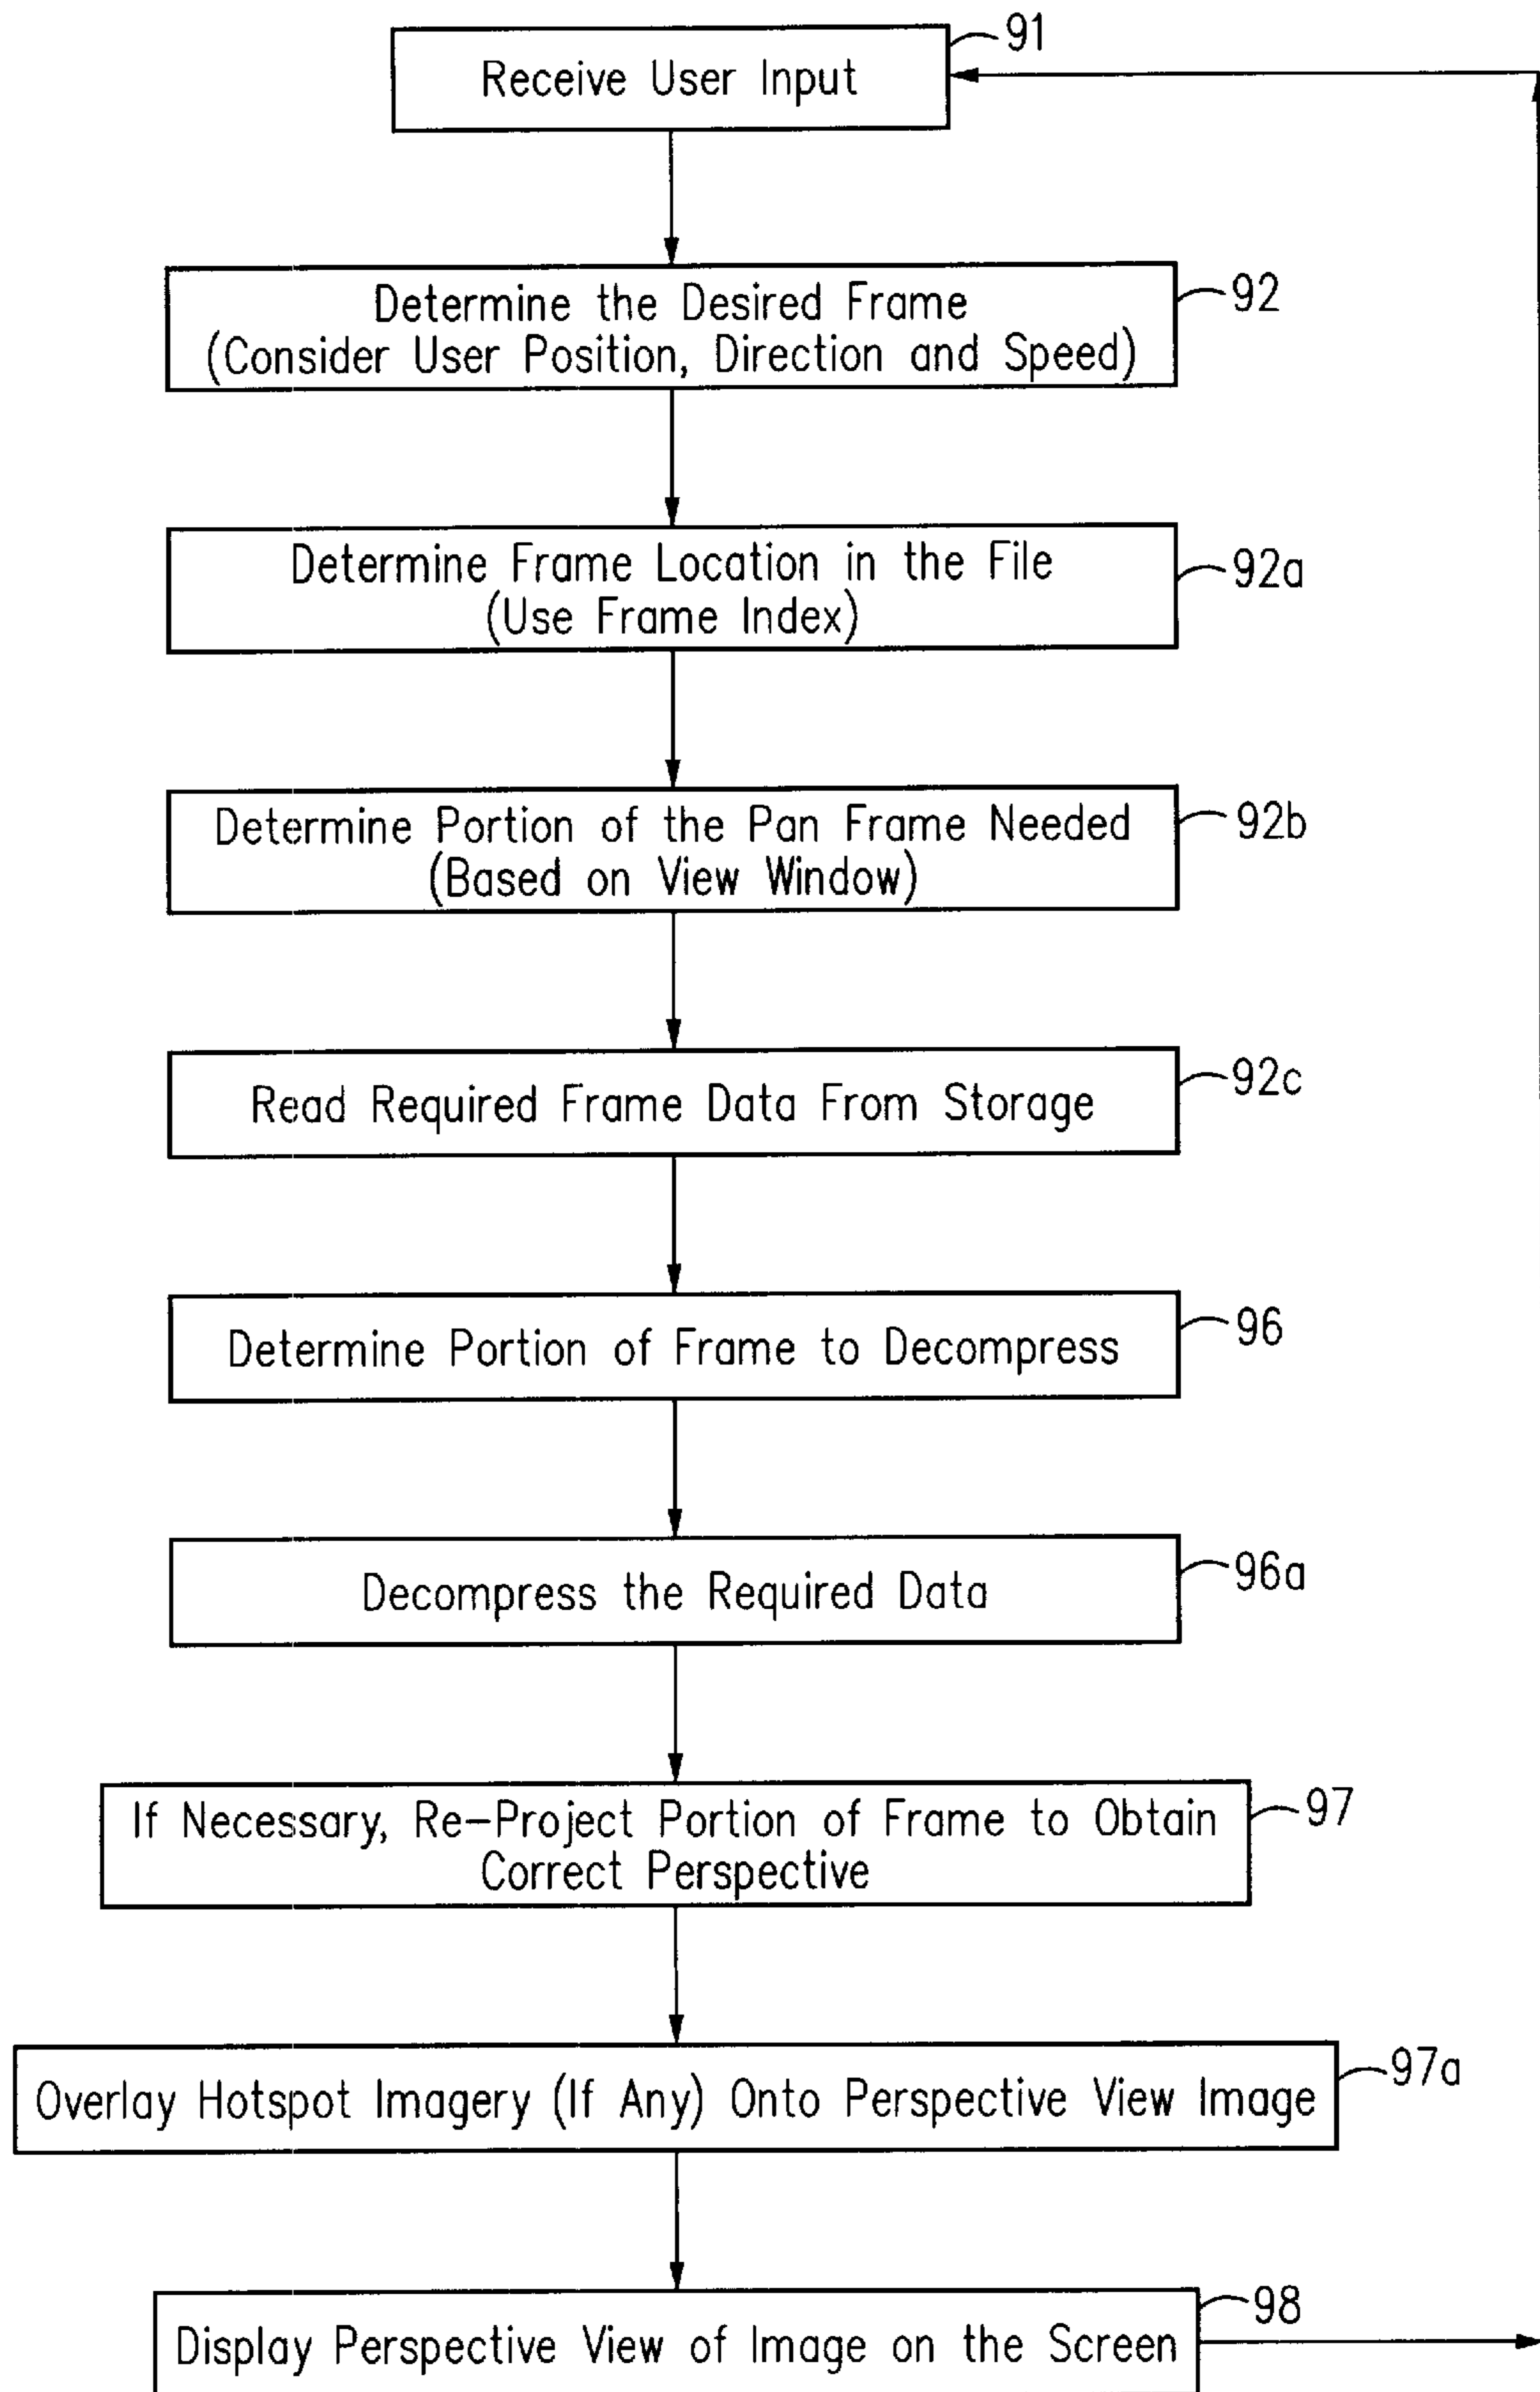 91
Receive User Input
92
Determine the Desired Frame
(Consider User Position, Direction and Speed)
92a
Determine Frame Location in the File
(Use Frame Index)
92b
Determine Portion of the Pan Frame Needed
(Based on View Window)
92c
Read Required Frame Data From Storage
96
Determine Portion of Frame to Decompress
96a
Decompress the Required Data
97
If Necessary, Re-Project Portion of Frame to Obtain
Correct Perspective
97a
Overlay Hotspot Imagery (If Any) Onto Perspective View Image
98
Display Perspective View of Image on the Screen